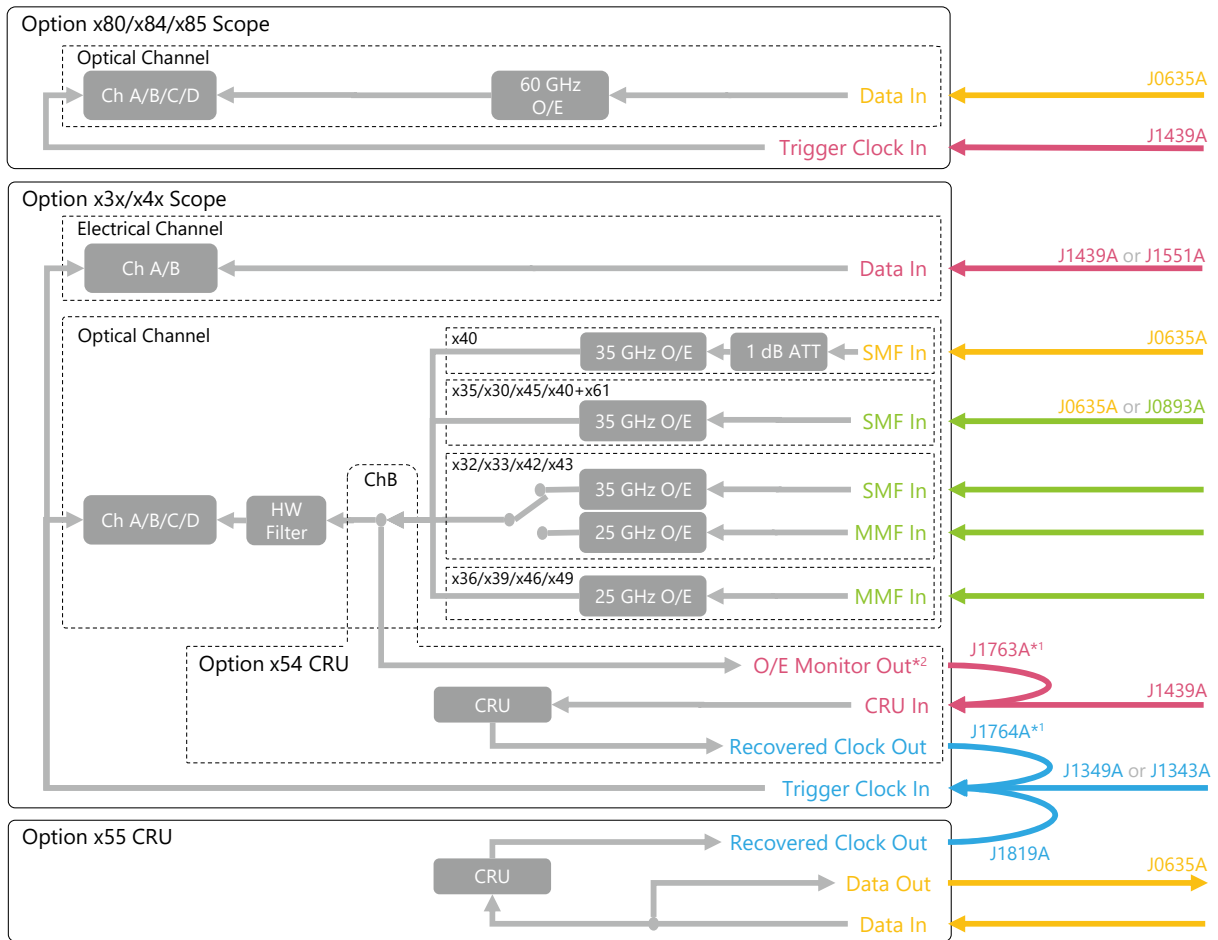 Option x80/x84/x85 Scope
Optical Channel
Ch A/B/C/D
60 GHz
O/E
Data In
J0635A
Trigger Clock In
J1439A
Option x3x/x4x Scope
Electrical Channel
Ch A/B
Data In
J1439A or J1551A
Optical Channel
x40
35 GHz O/E
1 dB ATT
SMF In
J0635A
x35/x30/x45/x40+x61
35 GHz O/E
SMF In
J0635A or J0893A
x32/x33/x42/x43
ChB
35 GHz O/E
SMF In
Ch A/B/C/D
HW
Filter
25 GHz O/E
MMF In
x36/x39/x46/x49
25 GHz O/E
MMF In
Option x54 CRU
O/E Monitor Out*2
J1763A*1
CRU
CRU In
J1439A
Recovered Clock Out
J1764A*1
Trigger Clock In
J1349A or J1343A
Option x55 CRU
Recovered Clock Out
J1819A
CRU
Data Out
J0635A
Data In